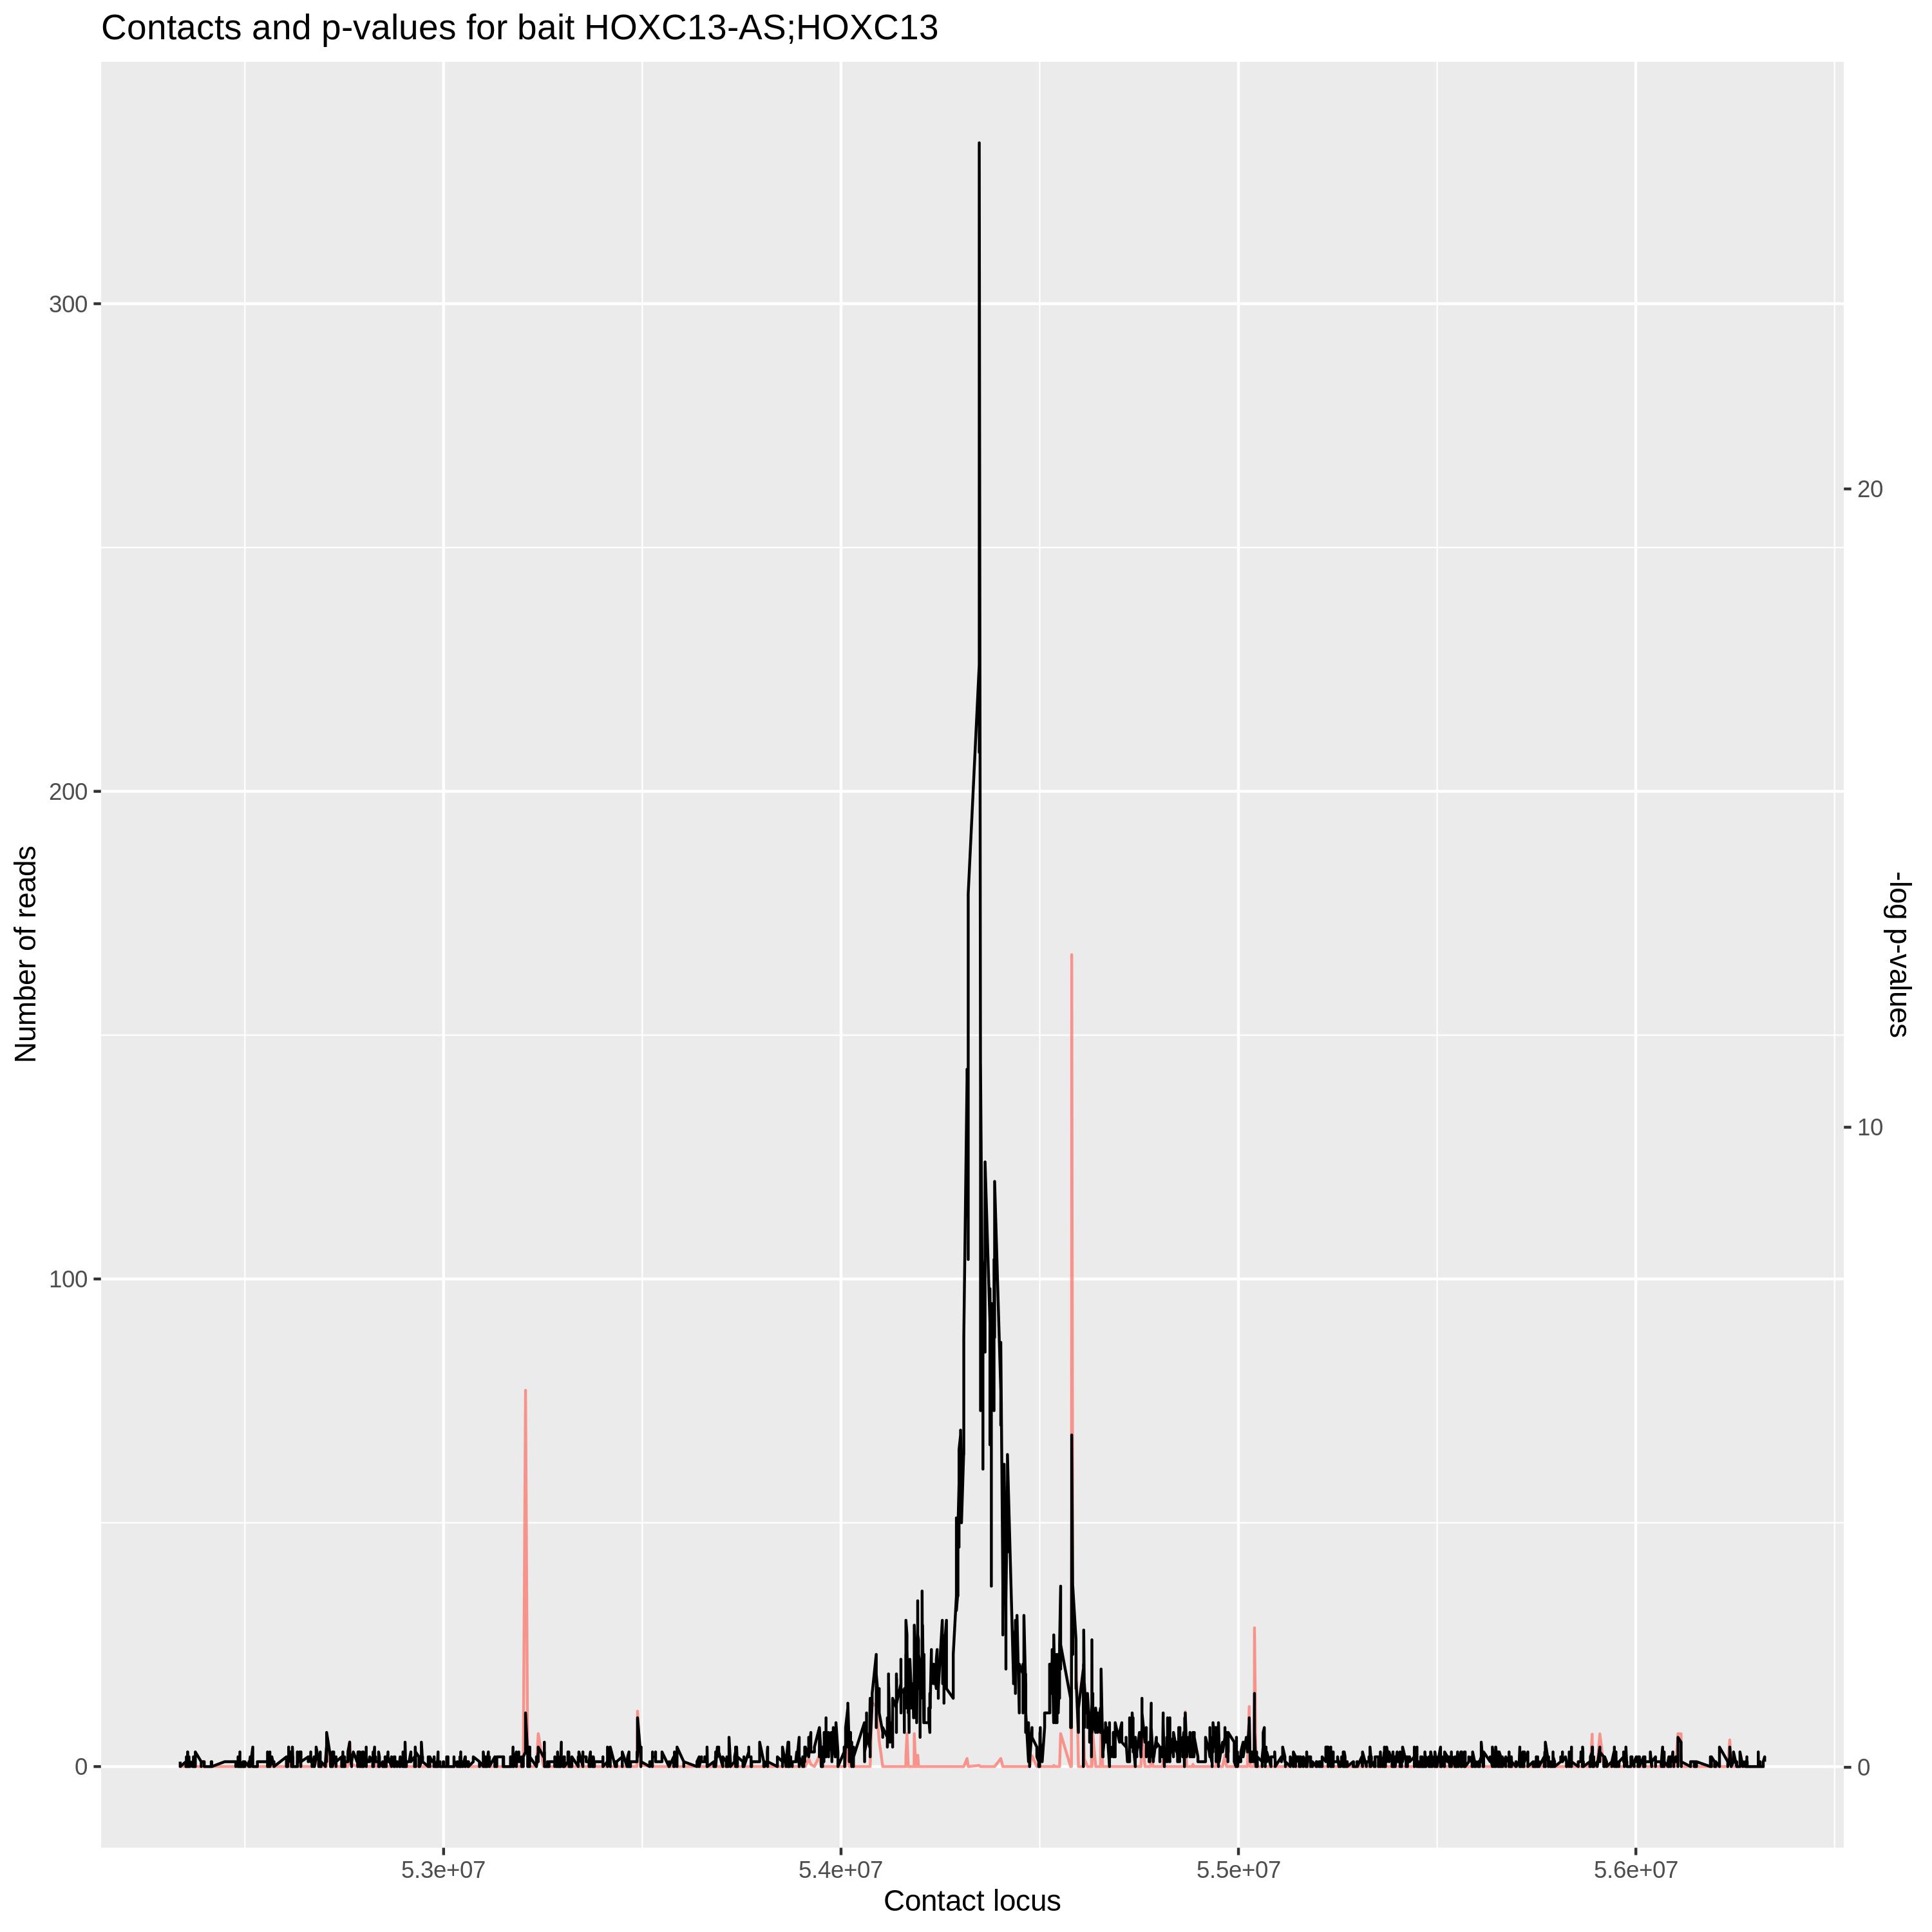 Contacts and p-values for bait HOXC13-AS;HOXC13
300
200
100
0
Number of reads
20
10
0
-log p-values
5.3e+07
5.4e+07
5.5e+07
5.6e+07
Contact locus